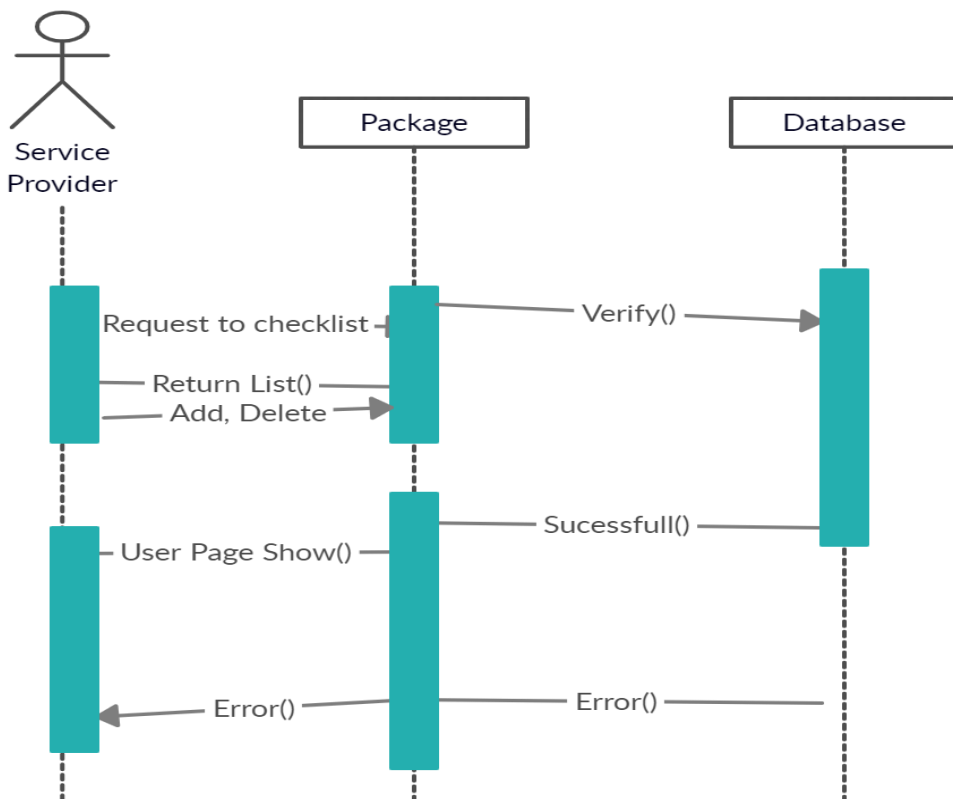 Service
Provider
Package
Database
Request to checklist
Verify()
Return List()
Add, Delete
Sucessfull()
User Page Show()
Error()
Error()